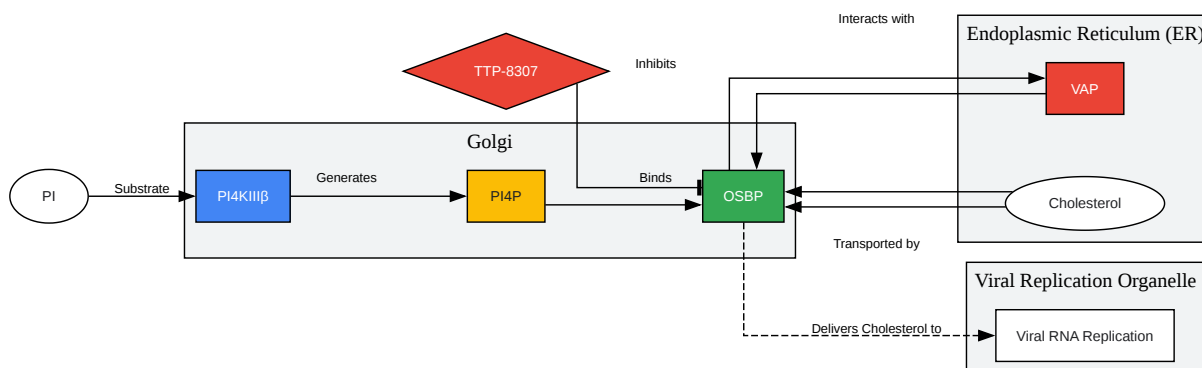 Interacts with
Endoplasmic Reticulum (ER)
TTP-8307
Inhibits
VAP
Golgi
PI
Substrate
PI4KIIIβ
Generates
PI4P
Binds
OSBP
Cholesterol
Transported by
Viral Replication Organelle
Delivers Cholesterol to
Viral RNA Replication